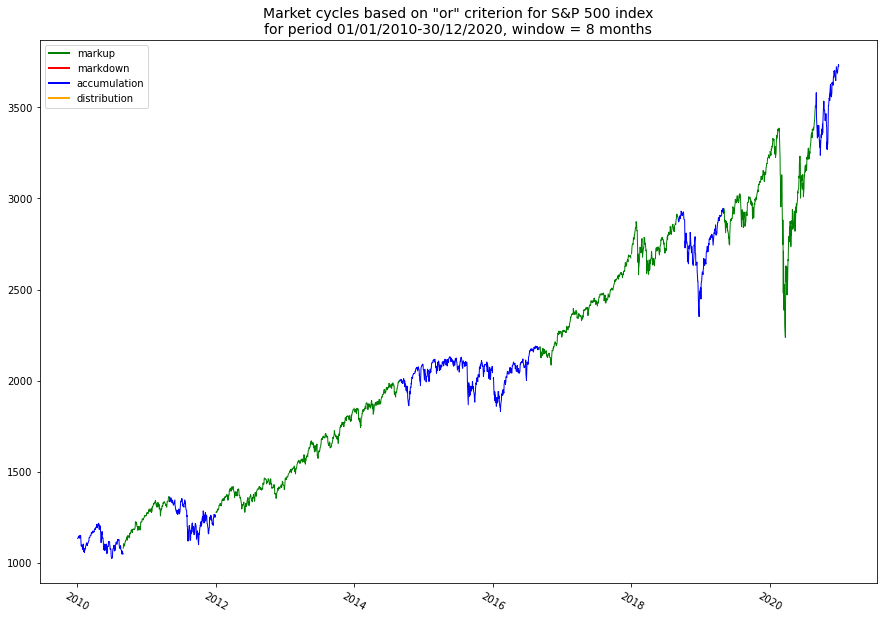 Market cycles based on "or" criterion for S&P 500 index
for period 01/01/2010-30/12/2020, window = 8 months
markup
markdown
accumulation
distribution
3500
3000
2500
2000
1500
1000
2010
2012
2014
2016
2018
2020